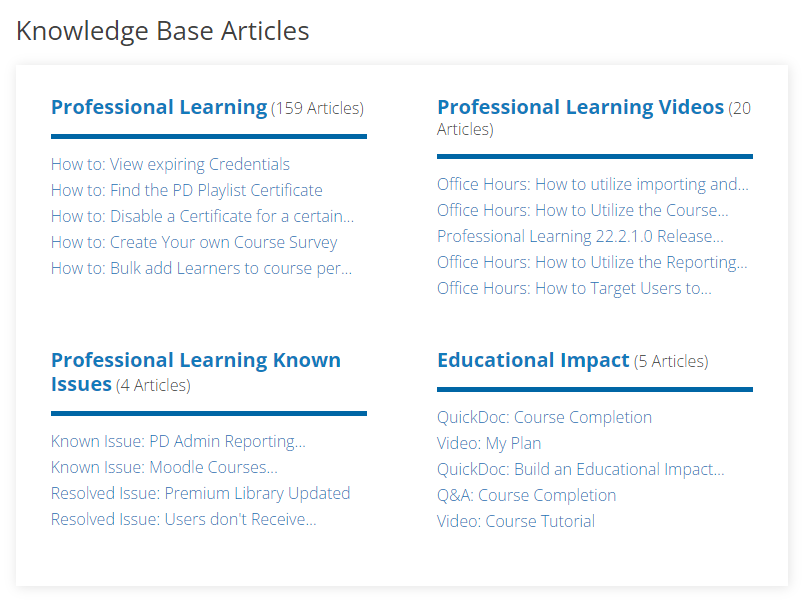 Knowledge Base Articles
Professional Learning (159 Articles)
How to: View expiring Credentials
How to: Find the PD Playlist Certificate
How to: Disable a Certificate for a certain...
How to: Create Your own Course Survey
How to: Bulk add Learners to course per...
Professional Learning Videos (20
Articles)
Office Hours: How to utilize importing and...
Office Hours: How to Utilize the Course...
Professional Learning 22.2.1.0 Release...
Office Hours: How to Utilize the Reporting...
Office Hours: How to Target Users to...
Professional Learning Known
Issues (4 Articles)
Known Issue: PD Admin Reporting...
Known Issue: Moodle Courses...
Resolved Issue: Premium Library Updated
Resolved Issue: Users don't Receive...
Educational Impact (5 Articles)
QuickDoc: Course Completion
Video: My Plan
QuickDoc: Build an Educational Impact...
Q&A: Course Completion
Video: Course Tutorial